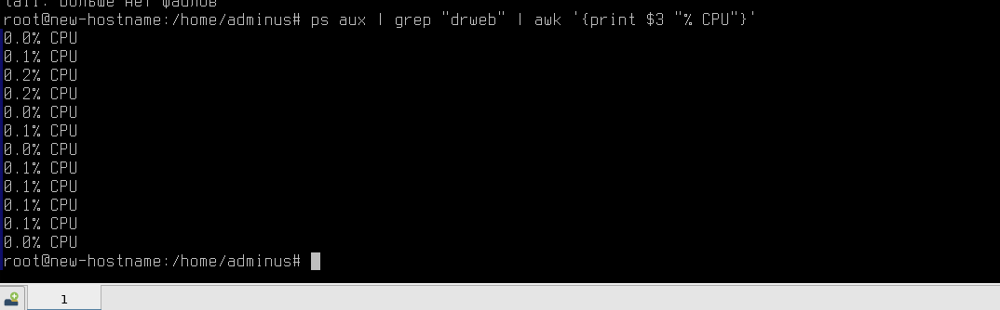 tail: больше нет файлов
root@new-hostname:/home/adminus# ps aux | grep "drweb" | awk '{print $3 "% CPU"}'
0.0% CPU
0.1% CPU
0.2% CPU
0.2% CPU
0.0% CPU
0.1% CPU
0.0% CPU
0.1% CPU
0.1% CPU
0.1% CPU
0.1% CPU
0.0% CPU
root@new-hostname:/home/adminus#
1